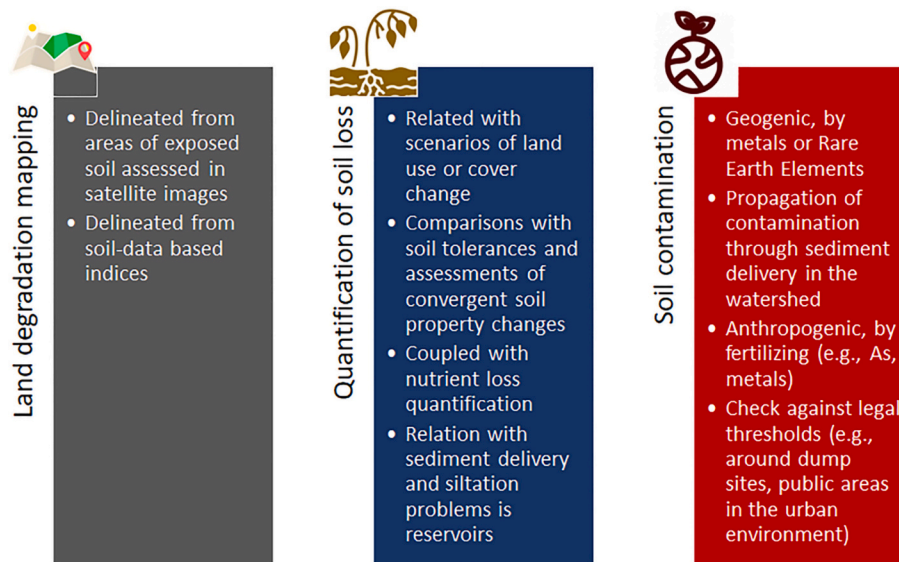 Land degradation mapping
• Delineated from
areas of exposed
soil assessed in
satellite images
• Delineated from
soil-data based
indices
Quantification of soil loss
• Related with
scenarios of land
use or cover
change
• Comparisons with
soil tolerances and
assessments of
convergent soil
property changes
• Coupled with
nutrient loss
quantification
• Relation with
sediment delivery
and siltation
problems is
reservoirs
Soil contamination
• Geogenic, by
metals or Rare
Earth Elements
• Propagation of
contamination
through sediment
delivery in the
watershed
• Anthropogenic, by
fertilizing (e.g., As,
metals)
• Check against legal
thresholds (e.g.,
around dump
sites, public areas
in the urban
environment)